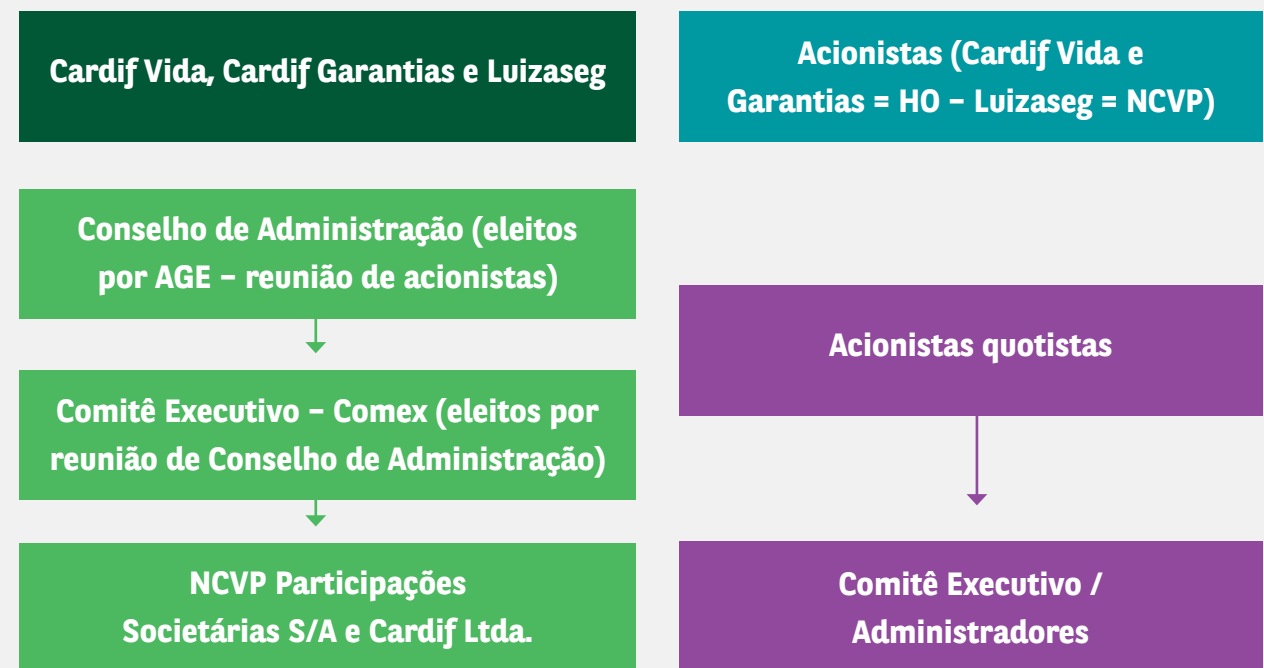 Cardif Vida, Cardif Garantias e Luizaseg
Acionistas (Cardif Vida e
Garantias = HO – Luizaseg = NCVP)
Conselho de Administração (eleitos
por AGE – reunião de acionistas)
Comitê Executivo – Comex (eleitos por
reunião de Conselho de Administração)
NCVP Participações
Societárias S/A e Cardif Ltda.
Acionistas quotistas
Comitê Executivo /
Administradores